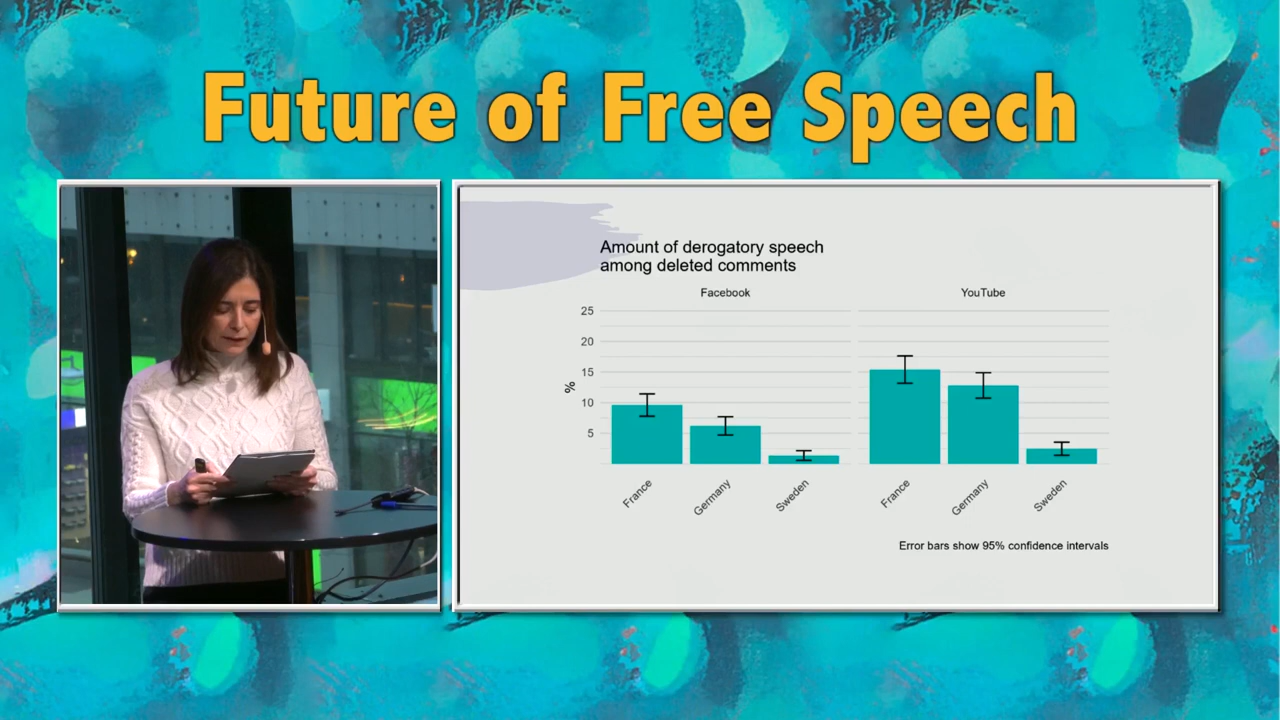 Future of Free Speech
Amount of derogatory speech
among deleted comments
Facebook
YouTube
%
25
20
15
10
5
France
Germany
Sweden
France
Germany
Sweden
Error bars show 95% confidence intervals